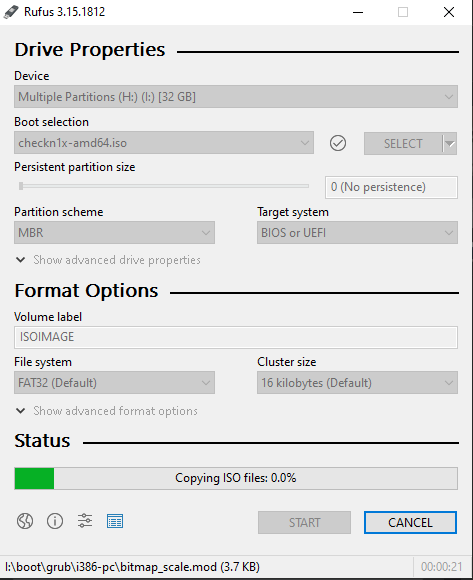 Rufus 3.15.1812
Drive Properties
Device
Multiple Partitions (H:) (I:) [32 GB]
Boot selection
checkn1x-amd64.iso
SELECT
Persistent partition size
0 (No persistence)
Partition scheme
Target system
MBR
BIOS or UEFI
Show advanced drive properties
Format Options
Volume label
ISOIMAGE
File system
Cluster size
FAT32 (Default)
16 kilobytes (Default)
Show advanced format options
Status
Copying ISO files: 0.0%
START
CANCEL
I:\boot\grub\i386-pc\bitmap_scale.mod (3.7 KB)
00:00:21